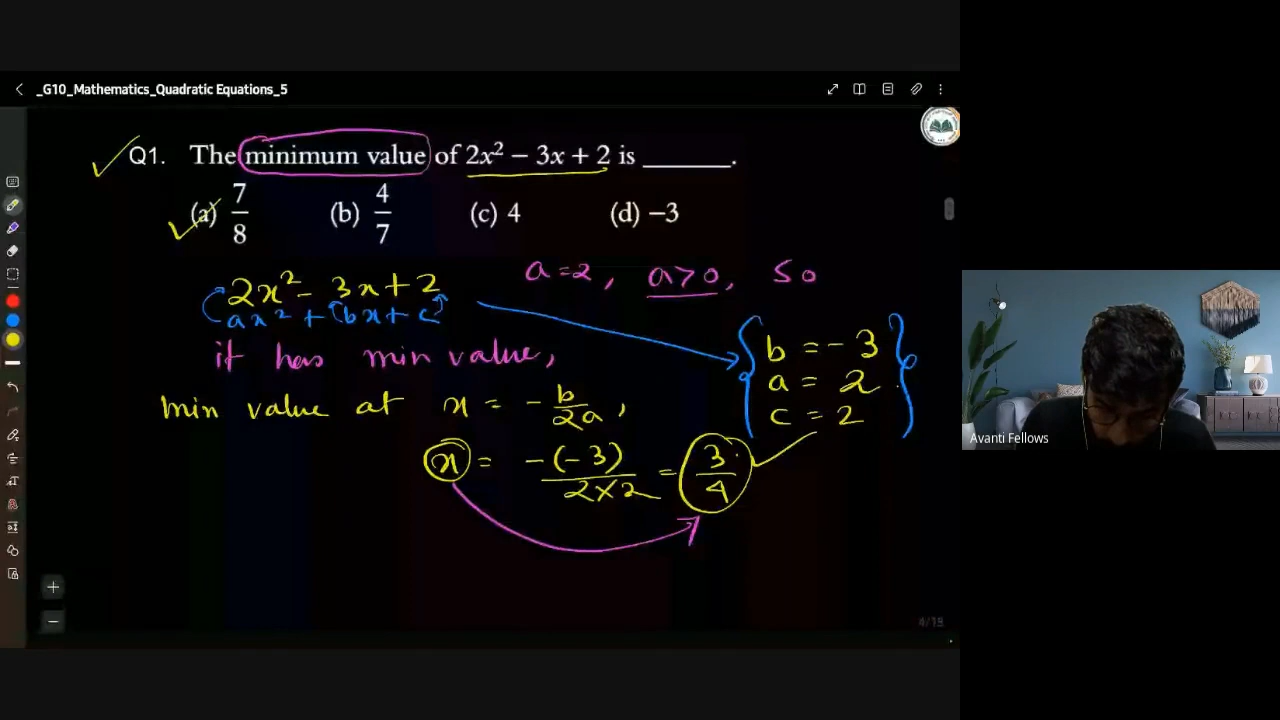 _G10_Mathematics_Quadratic Equations_5
Q1. The minimum value of 2x² − 3x + 2 is ______.
(a) 7/8 (b) 4/7 (c) 4 (d) −3
2x² − 3x + 2
a = 2, a > 0, so
ax² + bx + c
it has min value,
b = −3
a = 2
c = 2
min value at x = − b/2a,
x = −(−3)/2×2 = 3/4
Avanti Fellows
4/13